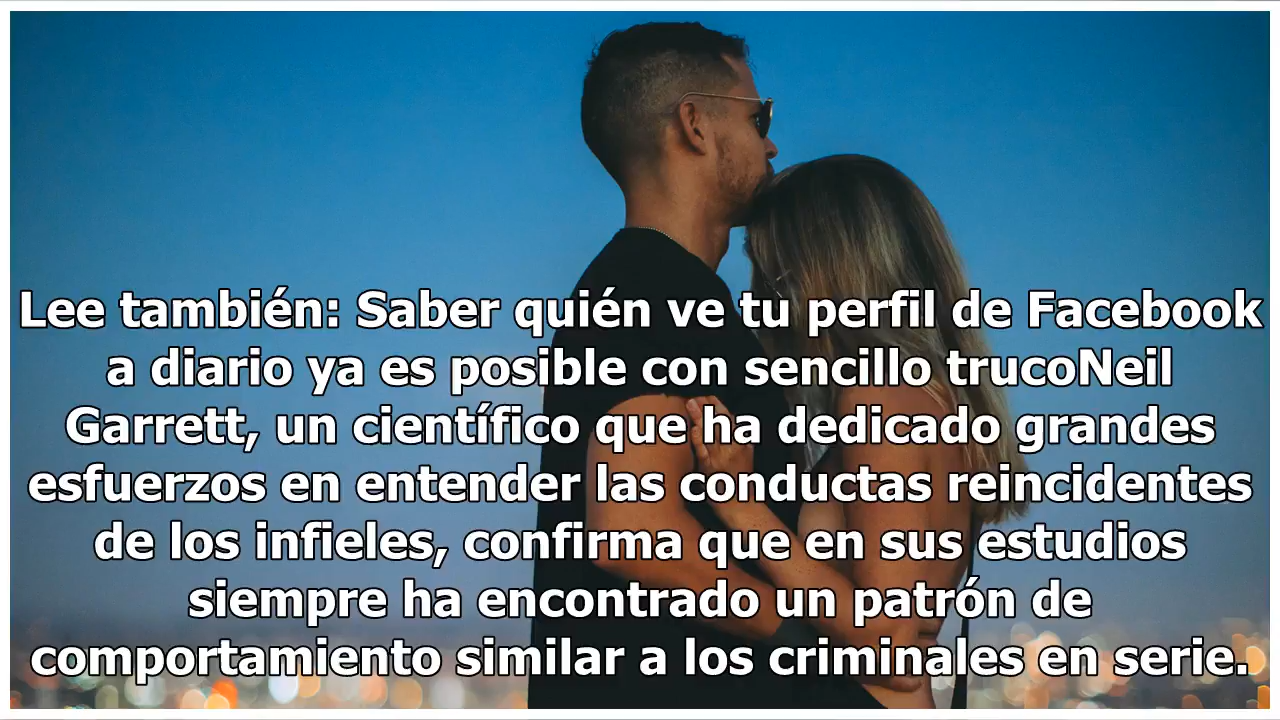 Lee también: Saber quién ve tu perfil de Facebook
a diario ya es posible con sencillo trucoNeil
Garrett, un científico que ha dedicado grandes
esfuerzos en entender las conductas reincidentes
de los infieles, confirma que en sus estudios
siempre ha encontrado un patrón de
comportamiento similar a los criminales en serie.